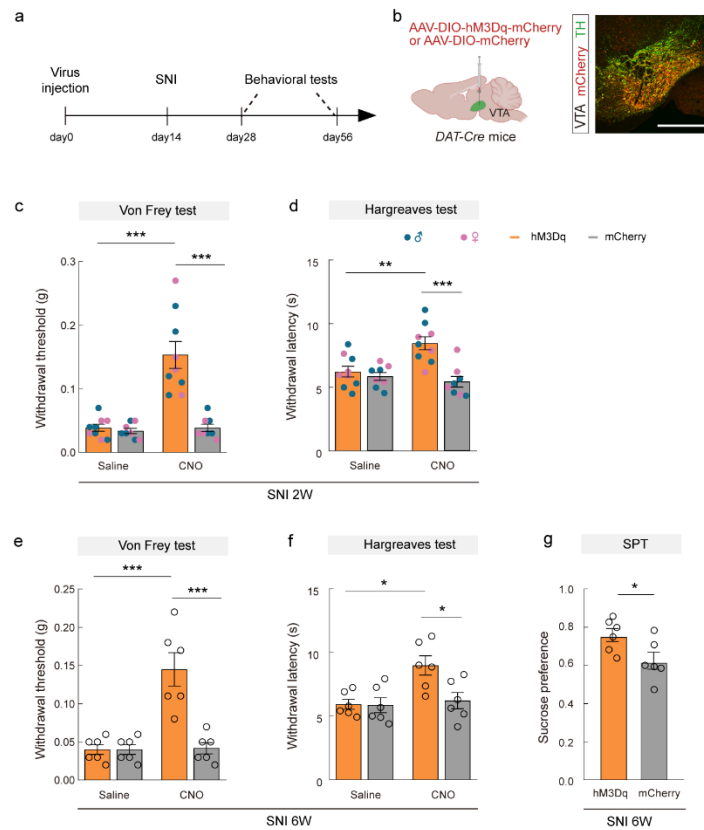 a
Virus
injection
SNI
Behavioral tests
day0
day14
day28
day56
b
AAV-DIO-hM3Dq-mCherry
or AAV-DIO-mCherry
VTA
DAT-Cre mice
VTA mCherry TH
c
Von Frey test
***
***
Withdrawal threshold (g)
0.3
0.2
0.1
0.0
Saline
CNO
d
Hargreaves test
♂
♀
hM3Dq
mCherry
**
***
Withdrawal latency (s)
15
10
5
0
Saline
CNO
SNI 2W
e
Von Frey test
***
***
Withdrawal threshold (g)
0.25
0.20
0.15
0.10
0.05
0.00
Saline
CNO
f
Hargreaves test
*
*
Withdrawal latency (s)
15
10
5
0
Saline
CNO
SNI 6W
g
SPT
*
Sucrose preference
1.0
0.8
0.6
0.4
0.2
0.0
hM3Dq
mCherry
SNI 6W